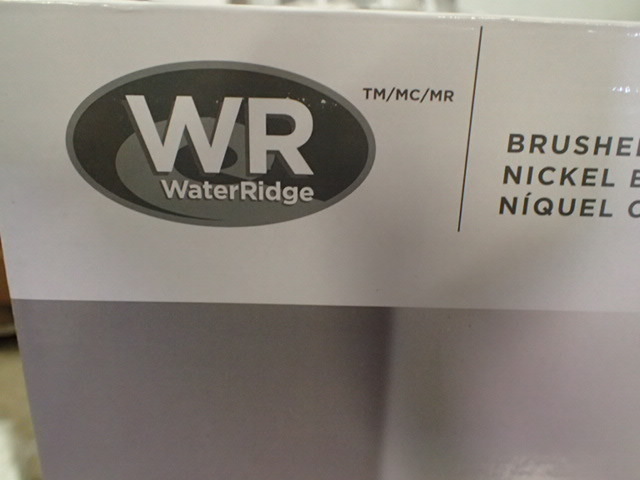 WR
WaterRidge
TM/MC/MR
BRUSHE
NICKEL
NÍQUEL